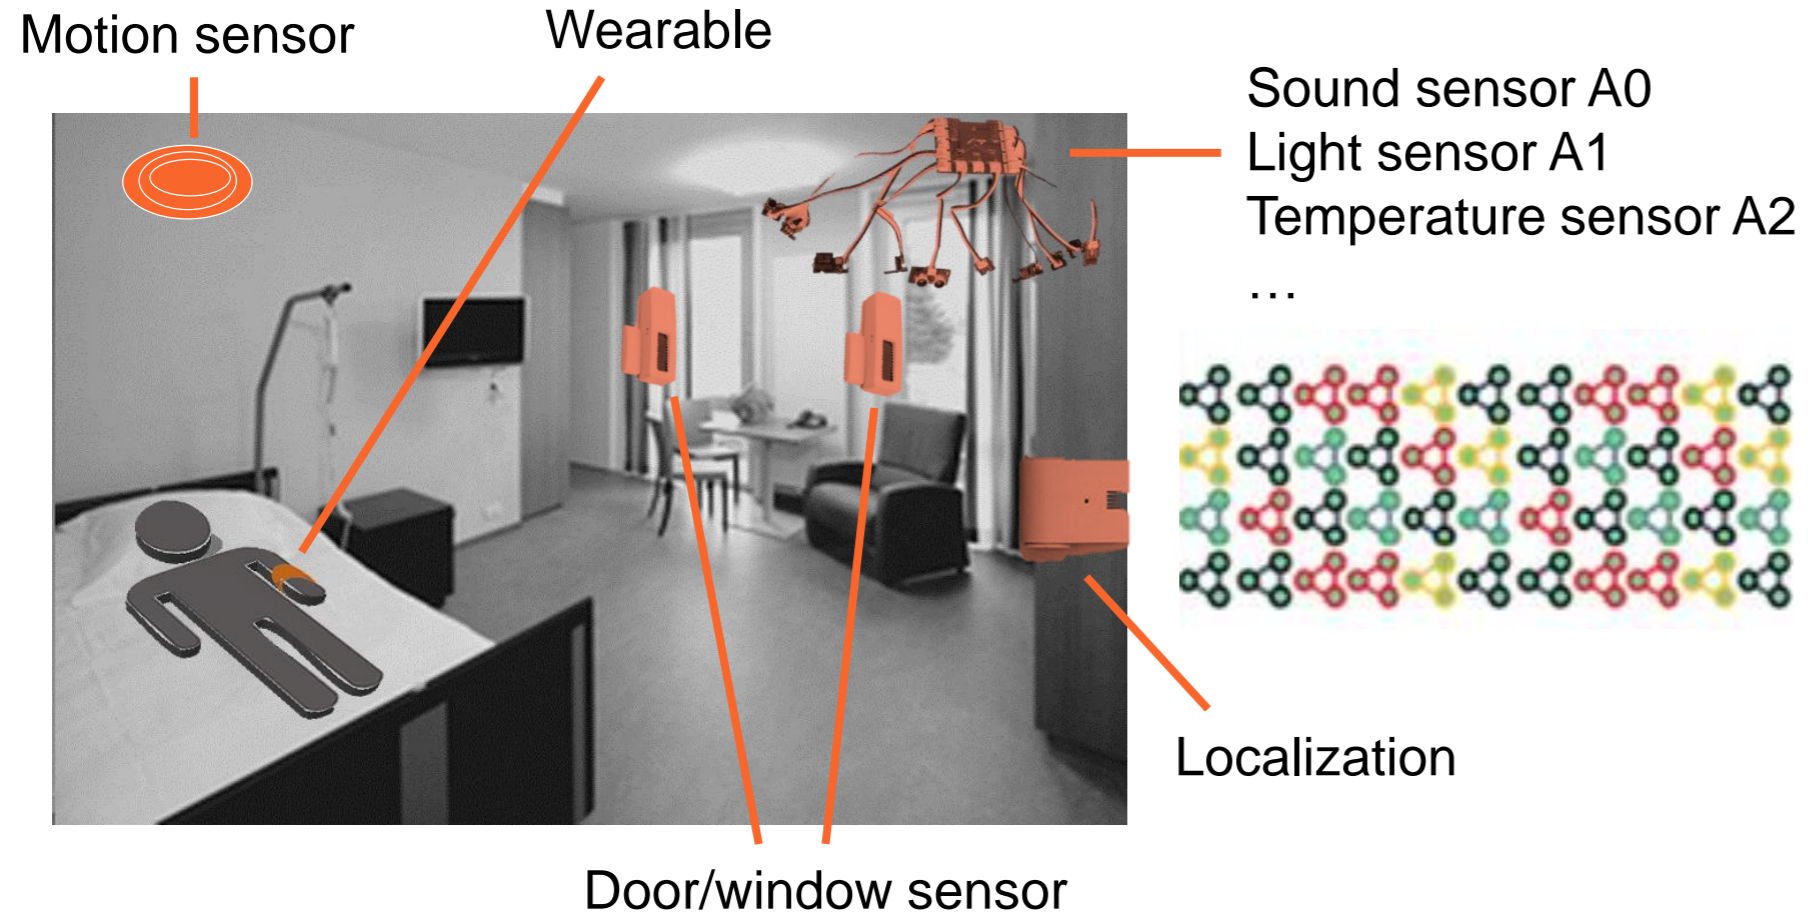 Motion sensor
Wearable
Sound sensor A0
Light sensor A1
Temperature sensor A2
…
Localization
Door/window sensor